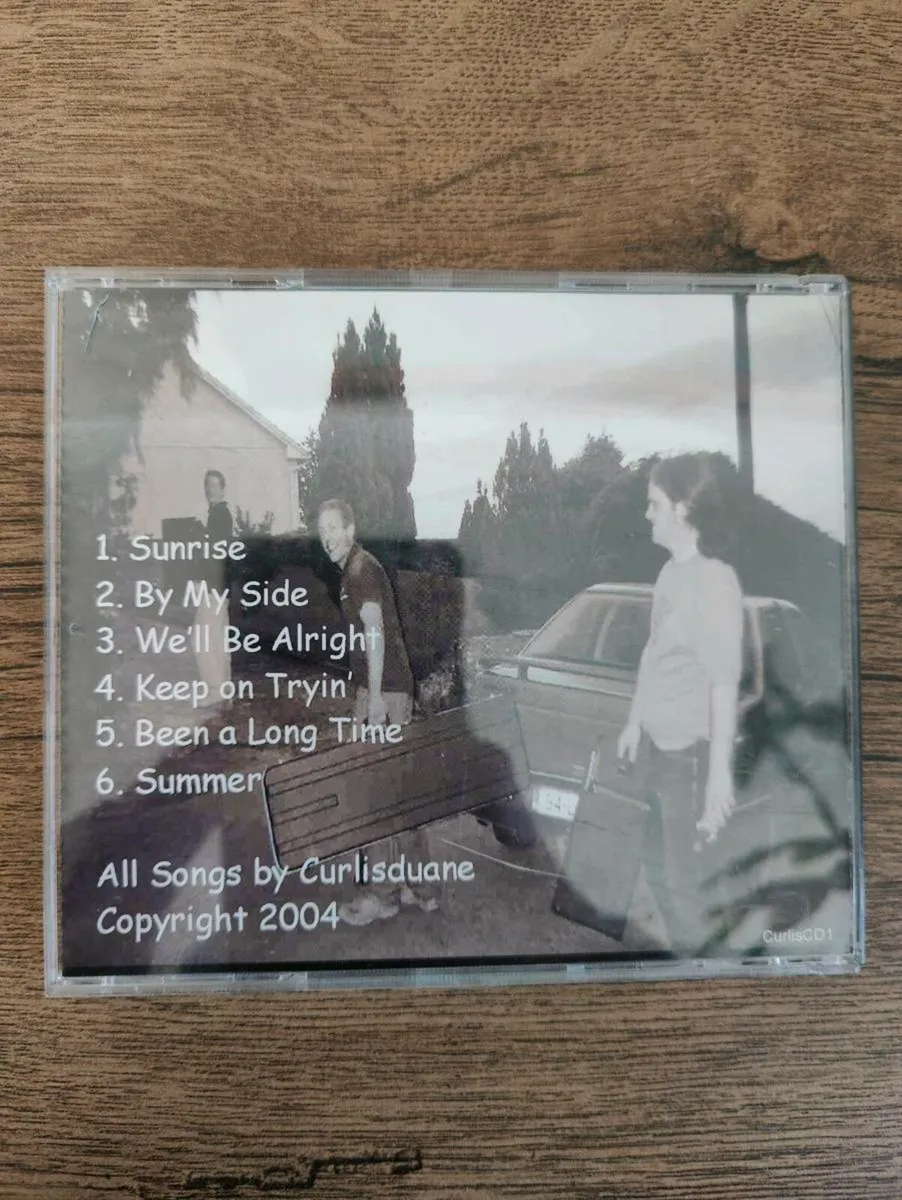 1. Sunrise
2. By My Side
3. We'll Be Alright
4. Keep on Tryin'
5. Been a Long Time
6. Summer
All Songs by Curlisduane
Copyright 2004
CurlisCD1